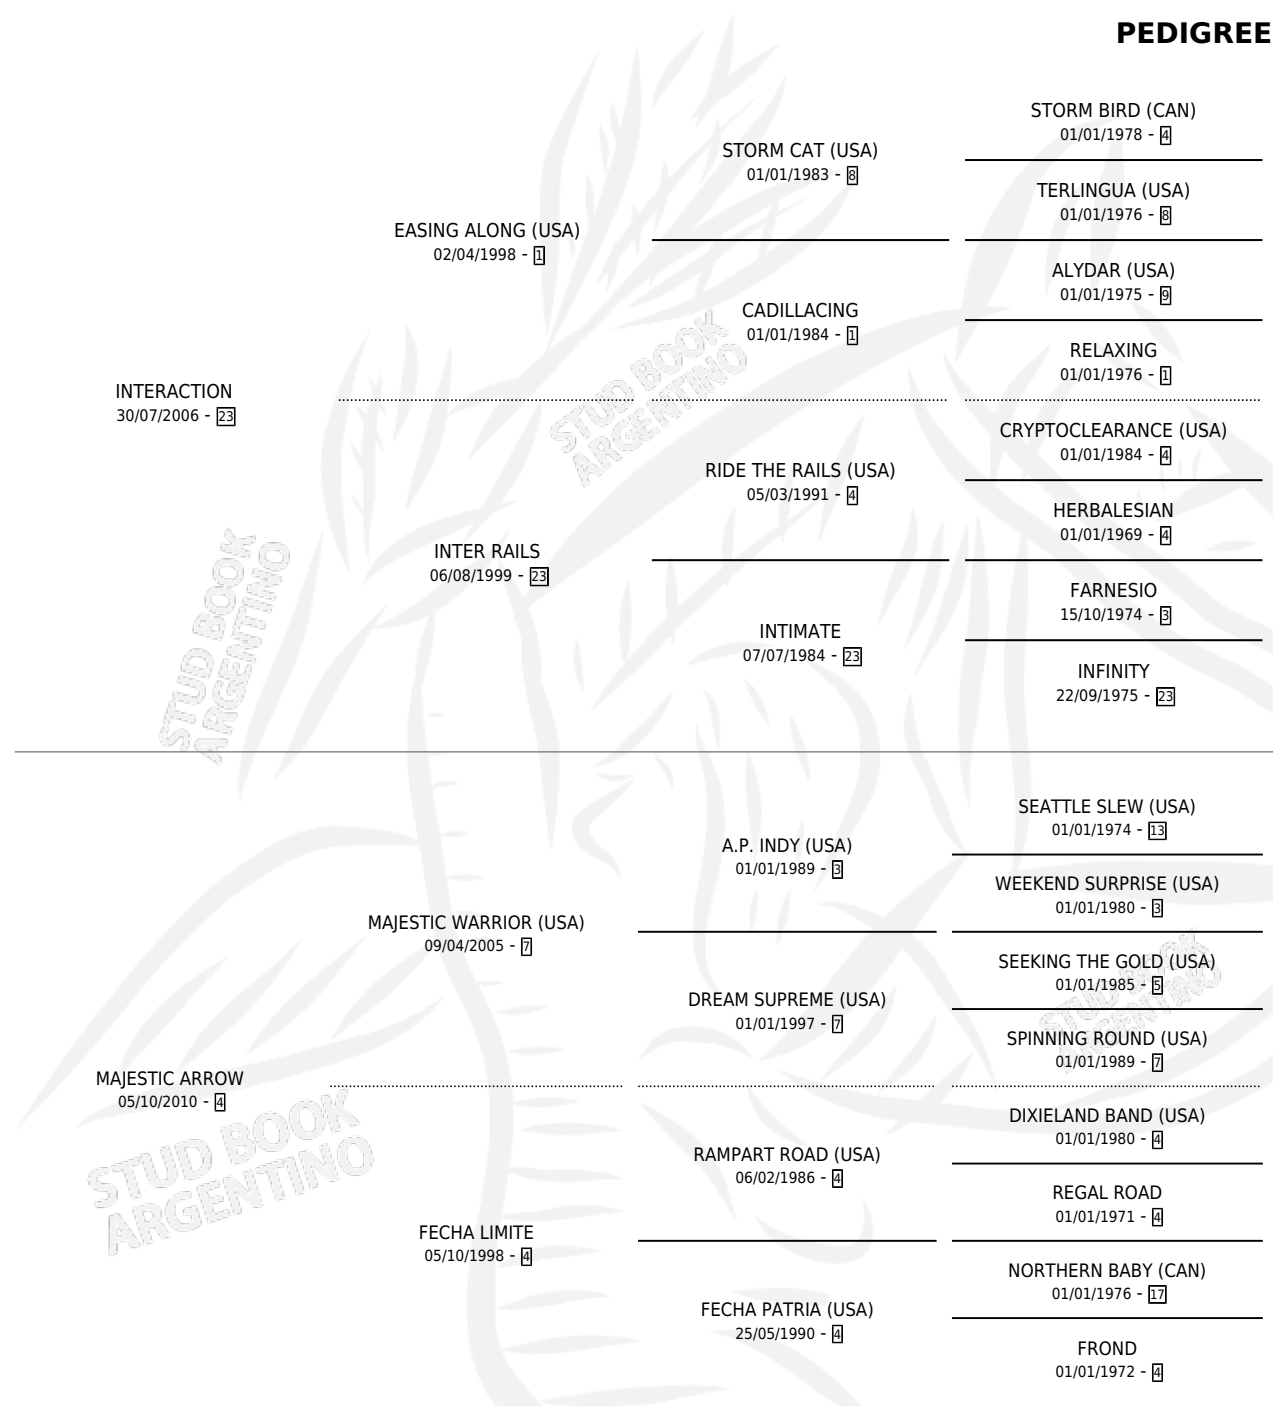 PEDIGREE
STORM BIRD (CAN)
01/01/1978 - 4
STORM CAT (USA)
01/01/1983 - 8
TERLINGUA (USA)
01/01/1976 - 8
EASING ALONG (USA)
02/04/1998 - 1
ALYDAR (USA)
01/01/1975 - 9
CADILLACING
01/01/1984 - 1
RELAXING
01/01/1976 - 1
INTERACTION
30/07/2006 - 23
CRYPTOCLEARANCE (USA)
01/01/1984 - 4
RIDE THE RAILS (USA)
05/03/1991 - 4
HERBALESIAN
01/01/1969 - 4
INTER RAILS
06/08/1999 - 23
FARNESIO
15/10/1974 - 3
INTIMATE
07/07/1984 - 23
INFINITY
22/09/1975 - 23
SEATTLE SLEW (USA)
01/01/1974 - 13
A.P. INDY (USA)
01/01/1989 - 3
WEEKEND SURPRISE (USA)
01/01/1980 - 3
MAJESTIC WARRIOR (USA)
09/04/2005 - 7
SEEKING THE GOLD (USA)
01/01/1985 - 5
DREAM SUPREME (USA)
01/01/1997 - 7
SPINNING ROUND (USA)
01/01/1989 - 7
MAJESTIC ARROW
05/10/2010 - 4
DIXIELAND BAND (USA)
01/01/1980 - 4
RAMPART ROAD (USA)
06/02/1986 - 4
REGAL ROAD
01/01/1971 - 4
FECHA LIMITE
05/10/1998 - 4
NORTHERN BABY (CAN)
01/01/1976 - 17
FECHA PATRIA (USA)
25/05/1990 - 4
FROND
01/01/1972 - 4
STUD BOOK
ARGENTINO
STUD BOOK
ARGENTINO
STUD BOOK
ARGENTINO
STUD BOOK
ARGENTINO